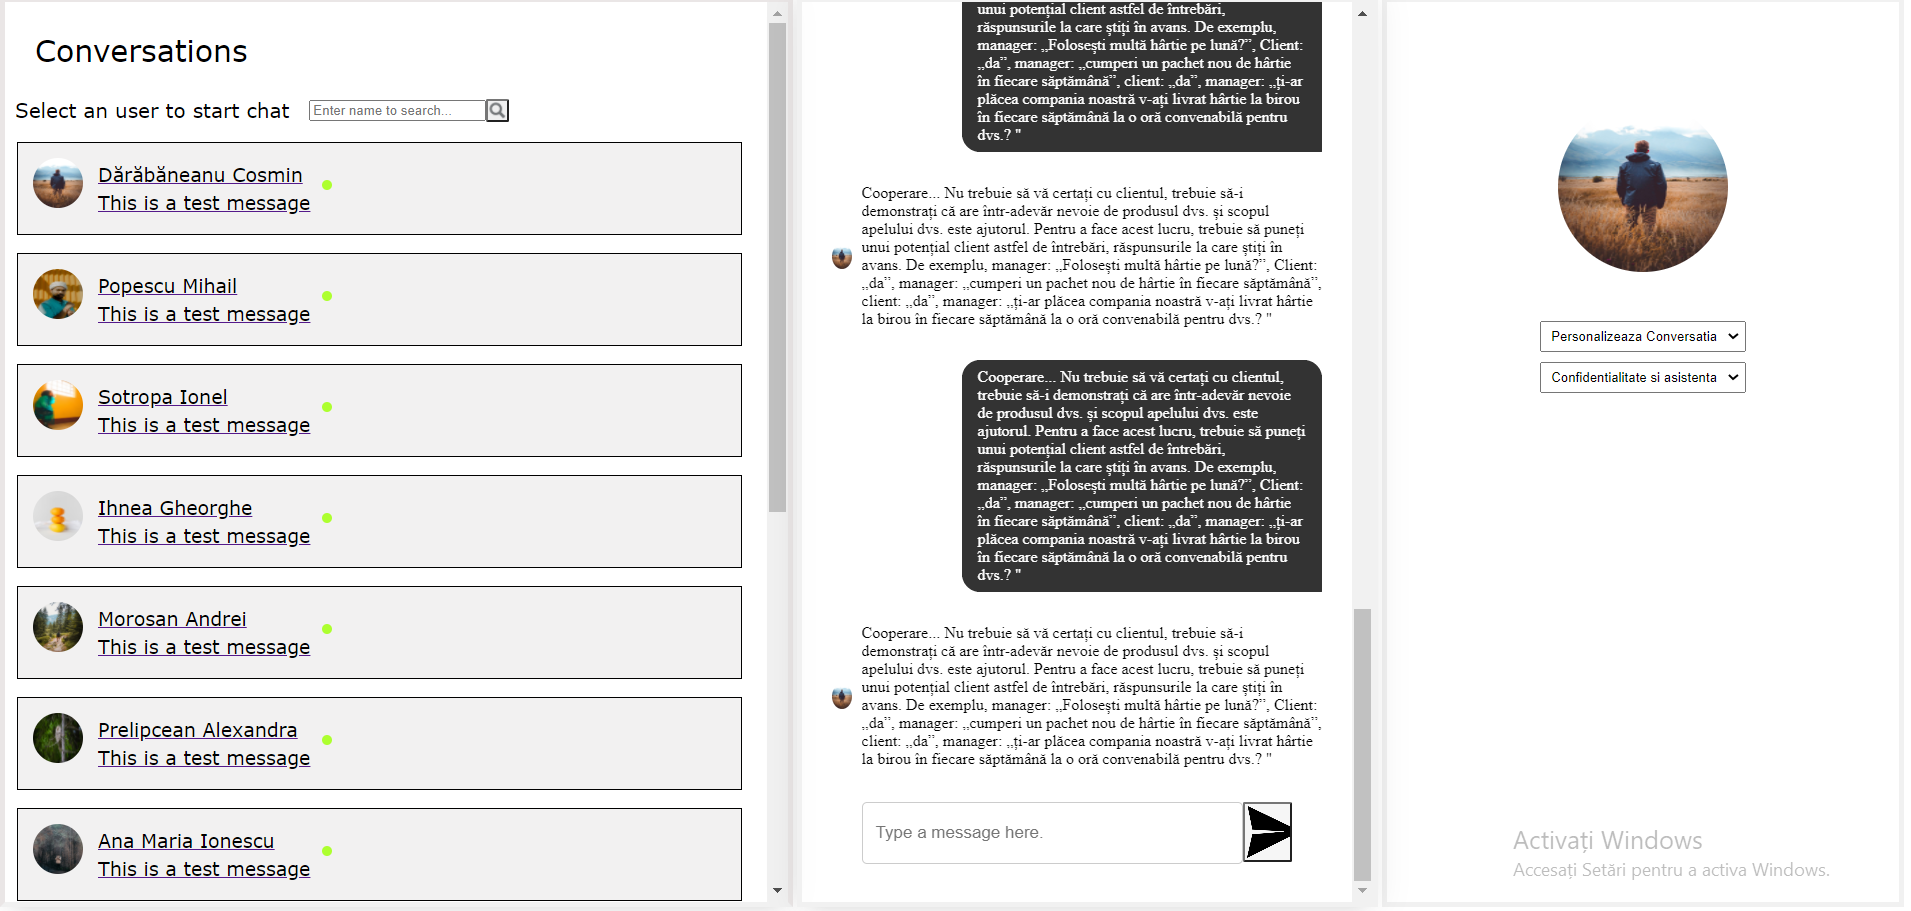 Conversations
Select an user to start chat
Enter name to search...
Dărăbăneanu Cosmin
This is a test message
Popescu Mihail
This is a test message
Sotropa Ionel
This is a test message
Ihnea Gheorghe
This is a test message
Morosan Andrei
This is a test message
Prelipcean Alexandra
This is a test message
Ana Maria Ionescu
This is a test message
unui potențial client astfel de întrebări,
răspunsurile la care știți în avans. De exemplu,
manager: „Folosești multă hârtie pe lună?”, Client:
„da”, manager: „cumperi un pachet nou de hârtie
în fiecare săptămână”, client: „da”, manager: „ți-ar
plăcea compania noastră v-ați livrat hârtie la birou
în fiecare săptămână la o oră convenabilă pentru
dvs.? "
Cooperare... Nu trebuie să vă certați cu clientul, trebuie să-i
demonstrați că are într-adevăr nevoie de produsul dvs. și scopul
apelului dvs. este ajutorul. Pentru a face acest lucru, trebuie să puneți
unui potențial client astfel de întrebări, răspunsurile la care știți în
avans. De exemplu, manager: „Folosești multă hârtie pe lună?”, Client:
„da”, manager: „cumperi un pachet nou de hârtie în fiecare săptămână”,
client: „da”, manager: „ți-ar plăcea compania noastră v-ați livrat hârtie
la birou în fiecare săptămână la o oră convenabilă pentru dvs.? "
Cooperare... Nu trebuie să vă certați cu clientul,
trebuie să-i demonstrați că are într-adevăr nevoie
de produsul dvs. și scopul apelului dvs. este
ajutorul. Pentru a face acest lucru, trebuie să puneți
unui potențial client astfel de întrebări,
răspunsurile la care știți în avans. De exemplu,
manager: „Folosești multă hârtie pe lună?”, Client:
„da”, manager: „cumperi un pachet nou de hârtie
în fiecare săptămână”, client: „da”, manager: „ți-ar
plăcea compania noastră v-ați livrat hârtie la birou
în fiecare săptămână la o oră convenabilă pentru
dvs.? "
Cooperare... Nu trebuie să vă certați cu clientul, trebuie să-i
demonstrați că are într-adevăr nevoie de produsul dvs. și scopul
apelului dvs. este ajutorul. Pentru a face acest lucru, trebuie să puneți
unui potențial client astfel de întrebări, răspunsurile la care știți în
avans. De exemplu, manager: „Folosești multă hârtie pe lună?”, Client:
„da”, manager: „cumperi un pachet nou de hârtie în fiecare săptămână”,
client: „da”, manager: „ți-ar plăcea compania noastră v-ați livrat hârtie
la birou în fiecare săptămână la o oră convenabilă pentru dvs.? "
Type a message here.
Personalizeaza Conversatia
Confidentialitate si asistenta
Activați Windows
Accesați Setări pentru a activa Windows.